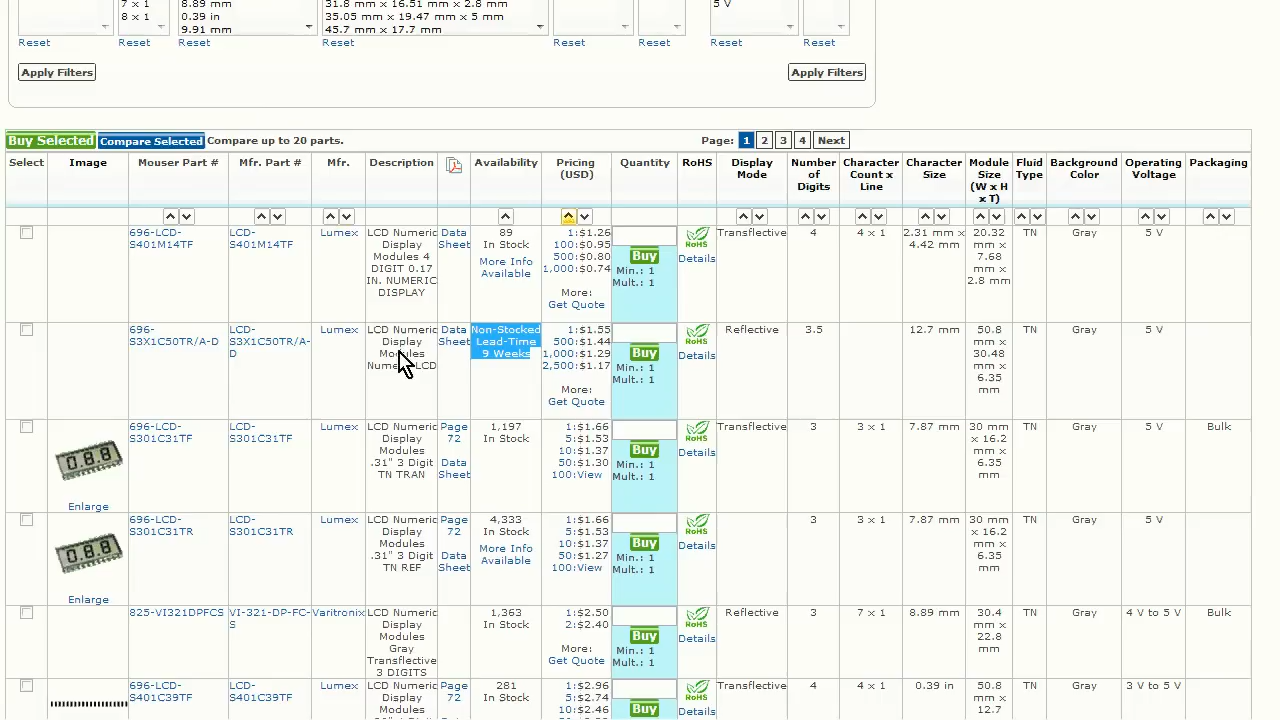 7 x 1 8.89 mm 31.8 mm x 16.51 mm x 2.8 mm 5 V
8 x 1 0.39 in 35.05 mm x 19.47 mm x 5 mm
9.91 mm 45.7 mm x 17.7 mm
Reset Reset Reset Reset Reset Reset Reset Reset
Apply Filters Apply Filters
Buy Selected Compare Selected Compare up to 20 parts. Page: 1 2 3 4 Next
Select Image Mouser Part # Mfr. Part # Mfr. Description Availability Pricing (USD) Quantity RoHS Display Mode Number of Digits Character Count x Line Character Size Module Size (W x H x T) Fluid Type Background Color Operating Voltage Packaging
696-LCD-
S401M14TF
LCD-
S401M14TF
Lumex
LCD Numeric
Display
Modules 4
DIGIT 0.17
IN. NUMERIC
DISPLAY
Data
Sheet
89
In Stock
More Info
Available
1:$1.26
100:$0.95
500:$0.80
1,000:$0.74
More:
Get Quote
Buy
Min.: 1
Mult.: 1
RoHS
Details
Transflective
4
4 x 1
2.31 mm x
4.42 mm
20.32
mm x
7.68
mm x
2.8 mm
TN
Gray
5 V
696-
S3X1C50TR/A-D
LCD-
S3X1C50TR/A-
D
Lumex
LCD Numeric
Display
Modules
Numeric LCD
Data
Sheet
Non-Stocked
Lead-Time
9 Weeks
1:$1.55
500:$1.44
1,000:$1.29
2,500:$1.17
More:
Get Quote
Buy
Min.: 1
Mult.: 1
RoHS
Details
Reflective
3.5
12.7 mm
50.8
mm x
30.48
mm x
6.35
mm
TN
Gray
5 V
0.8.8
Enlarge
696-LCD-
S301C31TF
LCD-
S301C31TF
Lumex
LCD Numeric
Display
Modules
.31" 3 Digit
TN TRAN
Page
72
Data
Sheet
1,197
In Stock
1:$1.66
5:$1.53
10:$1.37
50:$1.30
100:View
Buy
Min.: 1
Mult.: 1
RoHS
Details
Transflective
3
3 x 1
7.87 mm
30 mm
x 16.2
mm x
6.35
mm
TN
Gray
5 V
Bulk
0.8.8
Enlarge
696-LCD-
S301C31TR
LCD-
S301C31TR
Lumex
LCD Numeric
Display
Modules
.31" 3 Digit
TN REF
Page
72
Data
Sheet
4,333
In Stock
More Info
Available
1:$1.66
5:$1.53
10:$1.37
50:$1.27
100:View
Buy
Min.: 1
Mult.: 1
RoHS
Details
3
3 x 1
7.87 mm
30 mm
x 16.2
mm x
6.35
mm
TN
Gray
5 V
825-VI321DPFCS
VI-321-DP-FC-
S
Varitronix
LCD Numeric
Display
Modules
Gray
Transflective
3 DIGITS
1,363
In Stock
1:$2.50
2:$2.40
More:
Get Quote
Buy
Min.: 1
Mult.: 1
RoHS
Details
Reflective
3
7 x 1
8.89 mm
30.4
mm x
22.8
mm
TN
Gray
4 V to 5 V
Bulk
696-LCD-
S401C39TF
LCD-
S401C39TF
Lumex
LCD Numeric
Display
Modules
Page
72
281
In Stock
1:$2.96
5:$2.74
10:$2.46
Buy
RoHS
Details
Transflective
4
4 x 1
0.39 in
50.8
mm x
12.7
TN
Gray
3 V to 5 V